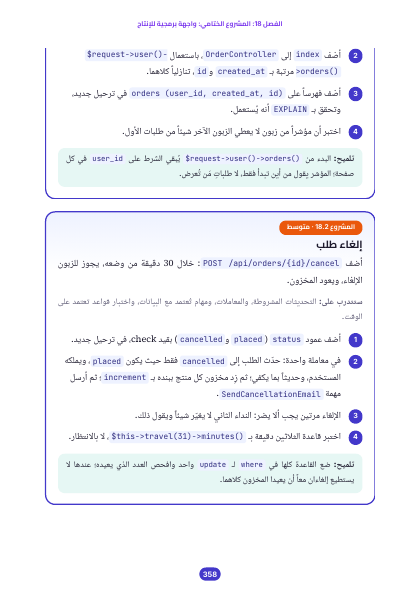 الفصل 18: المشروع الختامي: واجهة برمجية للإنتاج
2 أضف index إلى OrderController، باستعمال $request->user()-
>orders() مرتبة بـ created_at و id، تنازلياً كلاهما.
3 أضف فهرساً على orders (user_id, created_at, id) في ترحيل جديد،
وتحقق بـ EXPLAIN أنه يُستعمل.
4 اختبر أن مؤشراً من زبون لا يعطي الزبون الآخر شيئاً من طلبات الأول.
تلميح: البدء من $request->user()->orders() يُبقي الشرط على user_id في كل
صفحة؛ المؤشر يقول من أين تبدأ فقط، لا طلبات مَن تُعرض.
المشروع 18.2 · متوسط
إلغاء طلب
أضف POST /api/orders/{id}/cancel: خلال 30 دقيقة من وضعه، يجوز للزبون
الإلغاء، ويعود المخزون.
ستتدرب على: التحديثات المشروطة، والمعاملات، ومهام تُعتمد مع البيانات، واختبار قواعد تعتمد على
الوقت.
1 أضف عمود status (placed و cancelled) بقيد check، في ترحيل جديد.
2 في معاملة واحدة: حدّث الطلب إلى cancelled فقط حيث يكون placed، ويملكه
المستخدم، وحديثاً بما يكفي؛ ثم رُد مخزون كل منتج ببنده بـ increment؛ ثم أرسل
مهمة SendCancellationEmail.
3 الإلغاء مرتين يجب ألا يضر: النداء الثاني لا يغيّر شيئاً ويقول ذلك.
4 اختبر قاعدة الثلاثين دقيقة بـ $this->travel(31)->minutes()، لا بالانتظار.
تلميح: ضع القاعدة كلها في where لـ update واحد وافحص العدد الذي يعيده؛ عندها لا
يستطيع إلغاءان معاً أن يعيدا المخزون كلاهما.
358